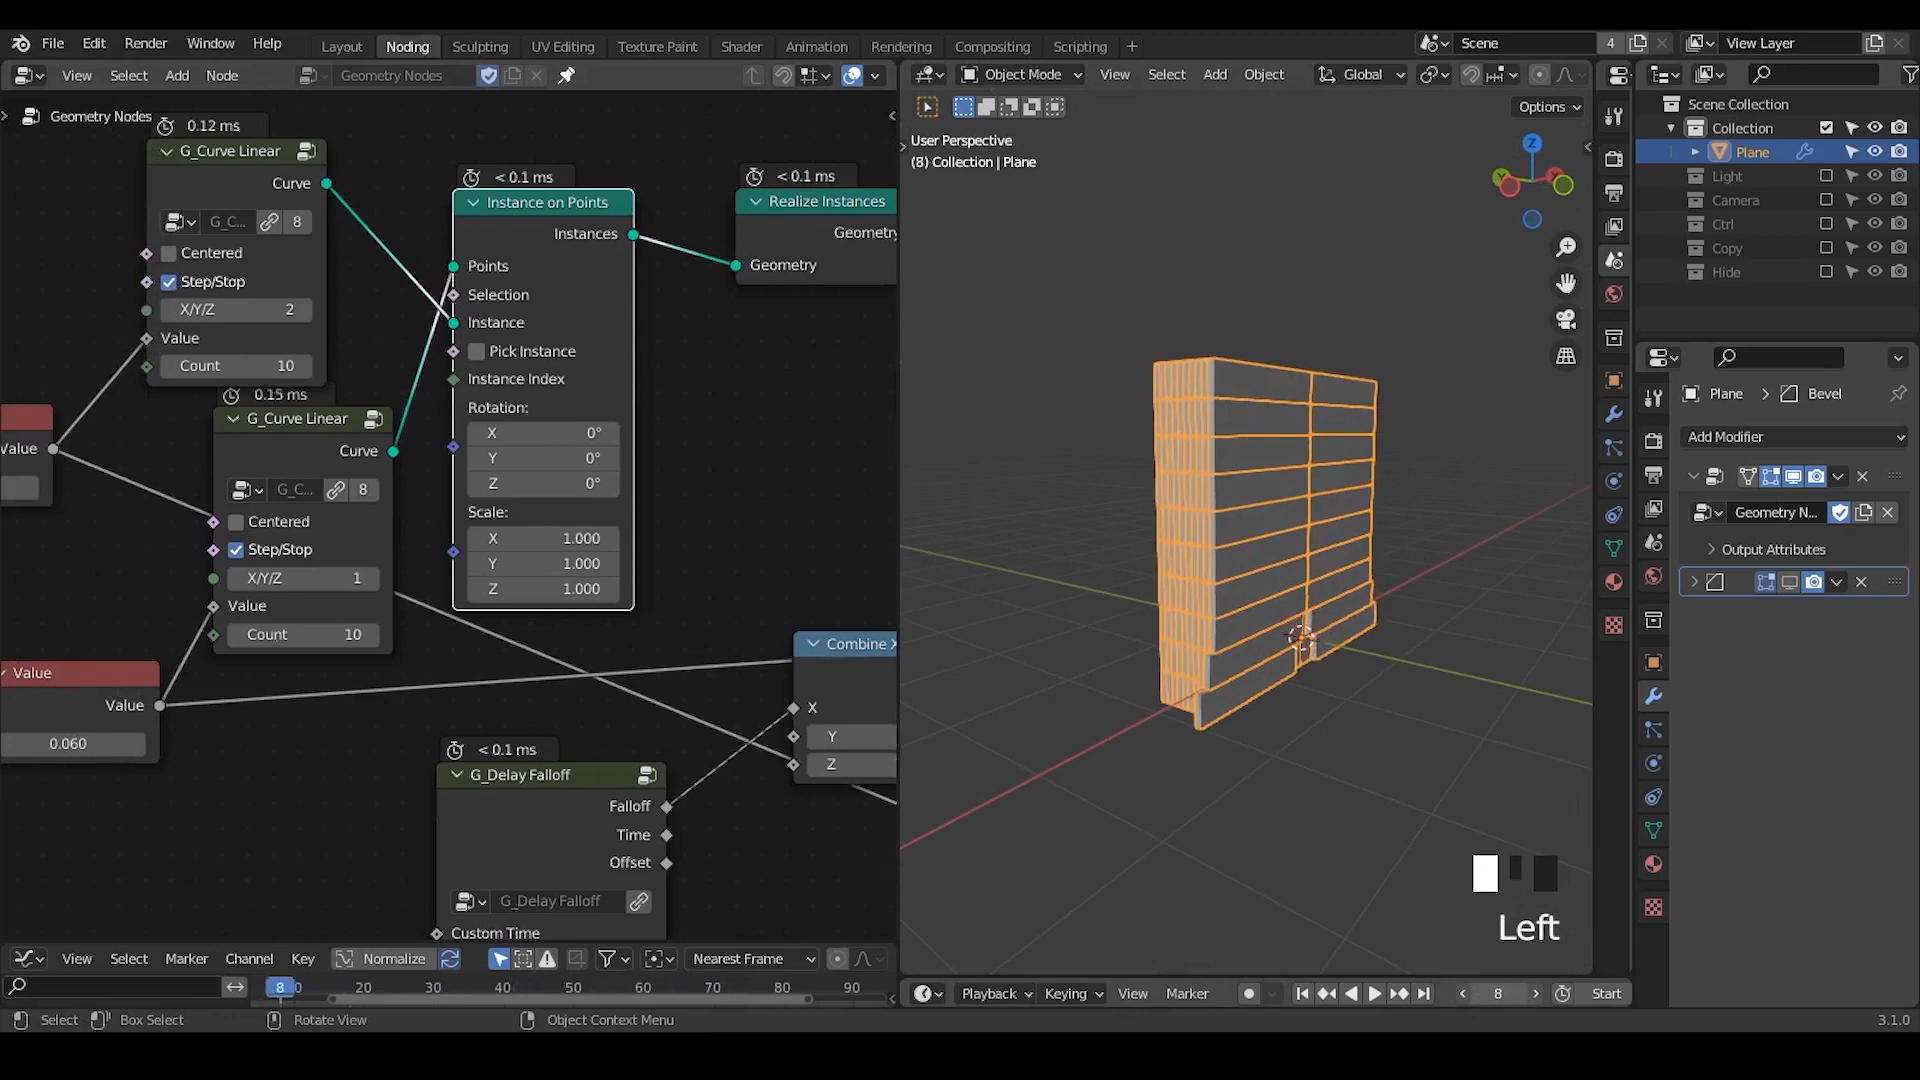 File Edit Render Window Help Layout Noding Sculpting UV Editing Texture Paint Shader Animation Rendering Compositing Scripting + Scene 4 View Layer
View Select Add Node Geometry Nodes Object Mode View Select Add Object Global
Options
Geometry Nodes
User Perspective
(8) Collection | Plane
Z
Scene Collection
Collection
Plane
Light
Camera
Ctrl
Copy
Hide
0.12 ms
G_Curve Linear
Curve
G_C... 8
Centered
Step/Stop
X/Y/Z 2
Value
Count 10
0.15 ms
G_Curve Linear
Curve
G_C... 8
Centered
Step/Stop
X/Y/Z 1
Value
Count 10
< 0.1 ms
Instance on Points
Instances
Points
Selection
Instance
Pick Instance
Instance Index
Rotation:
X 0°
Y 0°
Z 0°
Scale:
X 1.000
Y 1.000
Z 1.000
< 0.1 ms
Realize Instances
Geometry
Geometry
Value
Value
Value
0.060
Combine X
X
Y
Z
< 0.1 ms
G_Delay Falloff
Falloff
Time
Offset
G_Delay Falloff
Custom Time
Plane > Bevel
Add Modifier
Geometry N...
Output Attributes
Left
View Select Marker Channel Key Normalize Nearest Frame
8 20 30 40 50 60 70 80 90
Playback Keying View Marker 8 Start
Select Box Select Rotate View Object Context Menu 3.1.0